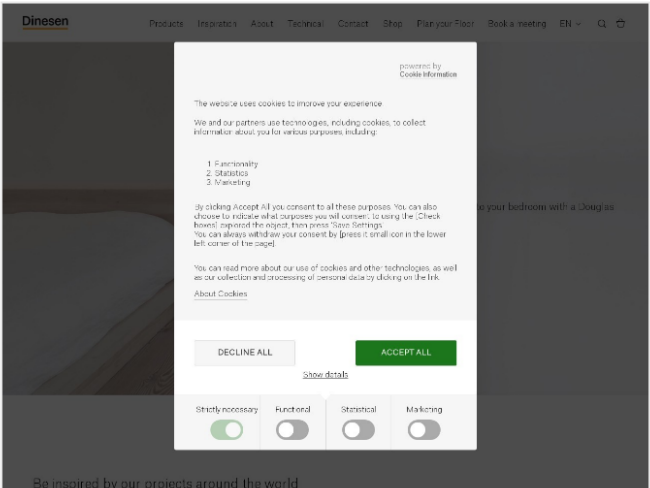 Dinesen
Products Inspiration About Technical Contact Shop Plan your Floor Book a meeting EN
powered by
Cookie Information
The website uses cookies to improve your experience
We and our partners use technologies, including cookies, to collect
information about you for various purposes, including:
1. Functionality
2. Statistics
3. Marketing
By clicking Accept All you consent to all these purposes. You can also
choose to indicate what purposes you will consent to using the [Check
boxes] explored the object, then press 'Save Settings'
You can always withdraw your consent by [press it small icon in the lower
left corner of the page].
to your bedroom with a Douglas
You can read more about our use of cookies and other technologies, as well
as our collection and processing of personal data by clicking on the link.
About Cookies
DECLINE ALL ACCEPT ALL
Show details
Strictly necessary Functional Statistical Marketing
Be inspired by our projects around the world